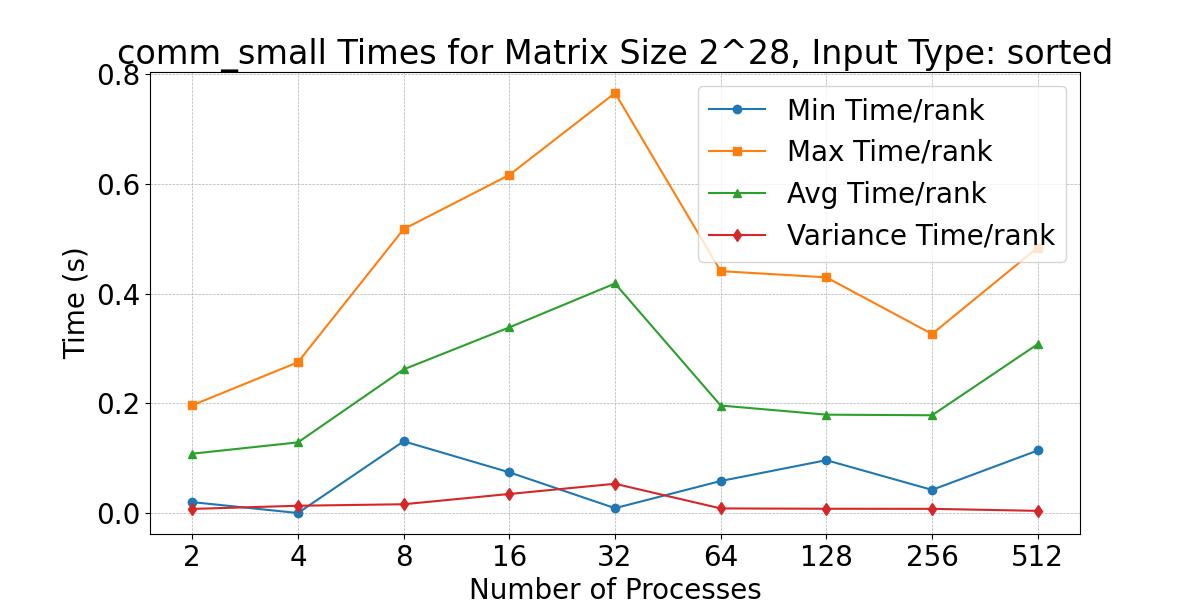 comm_small Times for Matrix Size 2^28, Input Type: sorted
0.8
0.6
0.4
0.2
0.0
Time (s)
Min Time/rank
Max Time/rank
Avg Time/rank
Variance Time/rank
2 4 8 16 32 64 128 256 512
Number of Processes